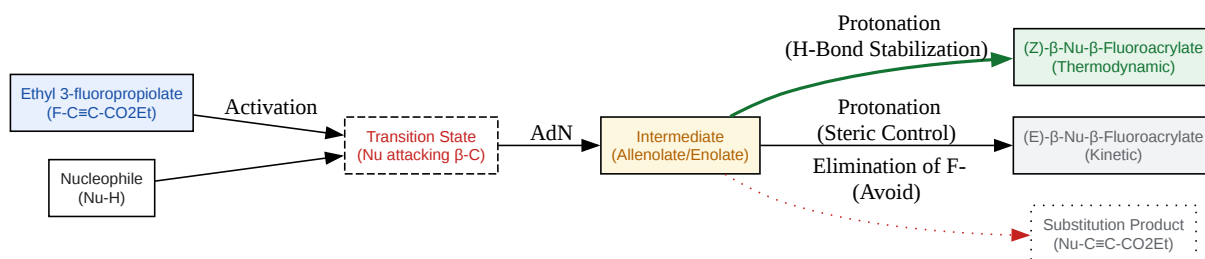 Ethyl 3-fluoropropiolate
(F-C≡C-CO2Et)
Nucleophile
(Nu-H)
Activation
Transition State
(Nu attacking β-C)
AdN
Intermediate
(Allenolate/Enolate)
Protonation
(H-Bond Stabilization)
(Z)-β-Nu-β-Fluoroacrylate
(Thermodynamic)
Protonation
(Steric Control)
(E)-β-Nu-β-Fluoroacrylate
(Kinetic)
Elimination of F-
(Avoid)
Substitution Product
(Nu-C≡C-CO2Et)